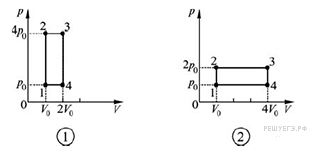 p
4p₀ 2 3
p₀ 1 4
0 V₀ 2V₀ V
①
p
2p₀ 2 3
p₀ 1 4
0 V₀ 4V₀ V
②
РЕШУЕГЭ.РФ